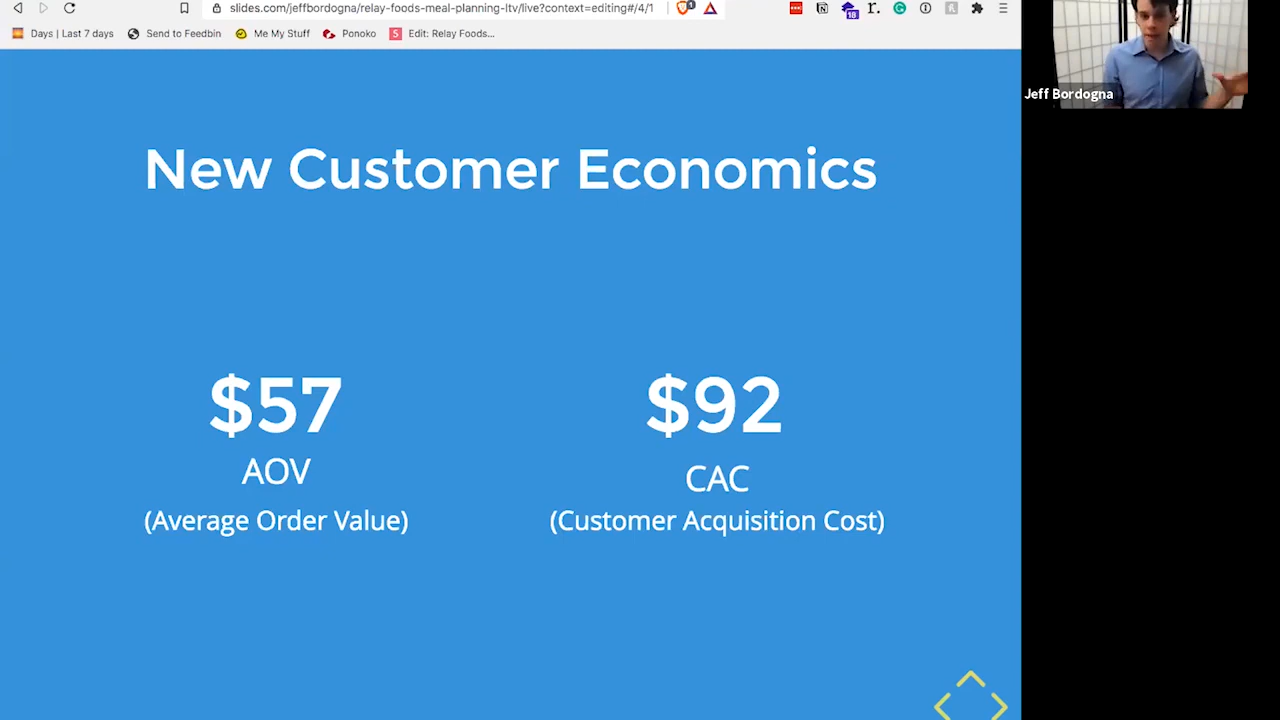 slides.com/jeffbordogna/relay-foods-meal-planning-ltv/live?context=editing#/4/1
1
18
r.
Days | Last 7 days
Send to Feedbin
Me My Stuff
Ponoko
S
Edit: Relay Foods...
Jeff Bordogna
New Customer Economics
$57
$92
AOV
CAC
(Average Order Value)
(Customer Acquisition Cost)